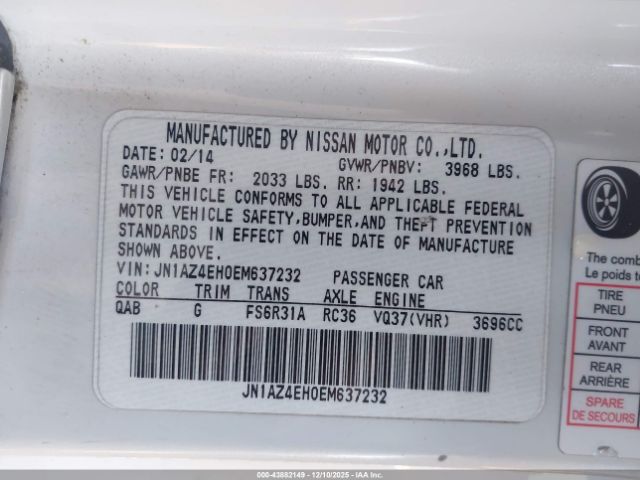 MANUFACTURED BY NISSAN MOTOR CO.,LTD.
DATE: 02/14 GVWR/PNBV: 3968 LBS.
GAWR/PNBE FR: 2033 LBS. RR: 1942 LBS.
THIS VEHICLE CONFORMS TO ALL APPLICABLE FEDERAL
MOTOR VEHICLE SAFETY,BUMPER,AND THEFT PREVENTION
STANDARDS IN EFFECT ON THE DATE OF MANUFACTURE
SHOWN ABOVE.
VIN: JN1AZ4EH0EM637232 PASSENGER CAR
COLOR TRIM TRANS AXLE ENGINE
QAB G FS6R31A RC36 VQ37(VHR) 3696CC
JN1AZ4EH0EM637232
The comb
Le poids t
TIRE
PNEU
FRONT
AVANT
REAR
ARRIÈRE
SPARE
DE SECOURS
000-43882149 - 12/10/2025 - IAAI.COM/CA